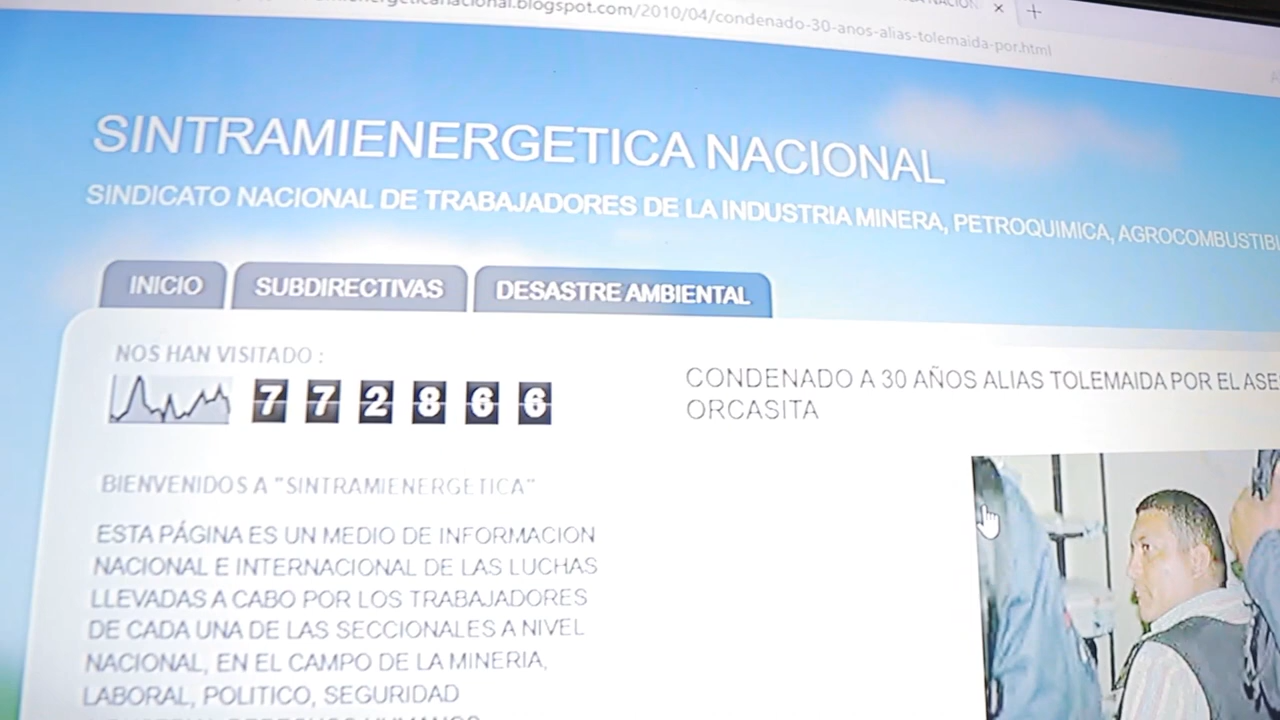 blogspot.com/2010/04/condenado-30-anos-alias-tolemaida-por.html
SINTRAMIENERGETICA NACIONAL
SINDICATO NACIONAL DE TRABAJADORES DE LA INDUSTRIA MINERA, PETROQUIMICA, AGROCOMBUSTIBL
INICIO
SUBDIRECTIVAS
DESASTRE AMBIENTAL
NOS HAN VISITADO :
772866
CONDENADO A 30 AÑOS ALIAS TOLEMAIDA POR EL ASE
ORCASITA
BIENVENIDOS A "SINTRAMIENERGETICA"
ESTA PÁGINA ES UN MEDIO DE INFORMACION
NACIONAL E INTERNACIONAL DE LAS LUCHAS
LLEVADAS A CABO POR LOS TRABAJADORES
DE CADA UNA DE LAS SECCIONALES A NIVEL
NACIONAL, EN EL CAMPO DE LA MINERIA,
LABORAL, POLITICO, SEGURIDAD